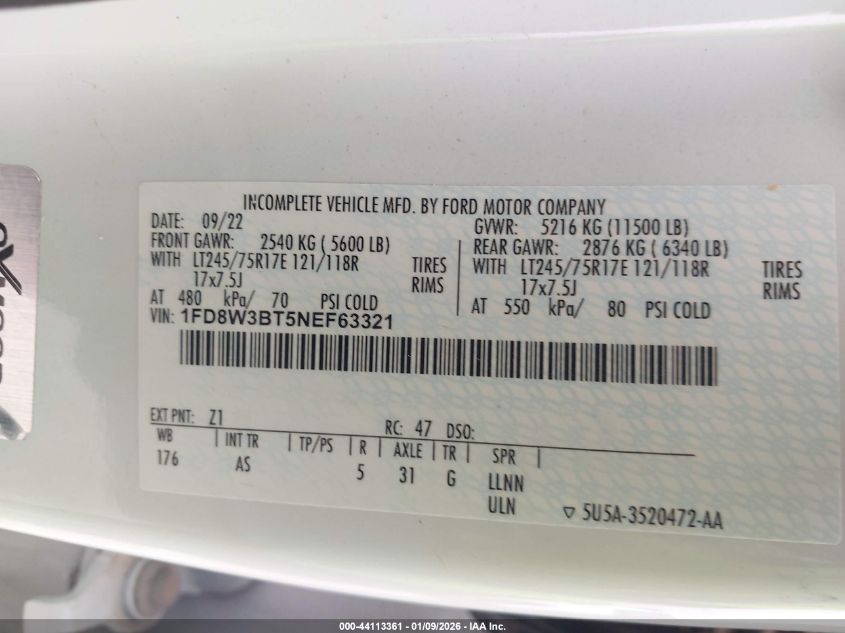 INCOMPLETE VEHICLE MFD. BY FORD MOTOR COMPANY
DATE: 09/22
GVWR: 5216 KG (11500 LB)
FRONT GAWR: 2540 KG ( 5600 LB)
REAR GAWR: 2876 KG ( 6340 LB)
WITH LT245/75R17E 121/118R TIRES
WITH LT245/75R17E 121/118R TIRES
17x7.5J RIMS
17x7.5J RIMS
AT 480 kPa/ 70 PSI COLD
AT 550 kPa/ 80 PSI COLD
VIN: 1FD8W3BT5NEF63321
EXT PNT: Z1 RC: 47 DSO:
WB | INT TR | TP/PS | R | AXLE | TR | SPR |
176 AS 5 31 G LLNN
ULN ▽ 5U5A-3520472-AA
000-44113361 - 01/09/2026 - IAA Inc.